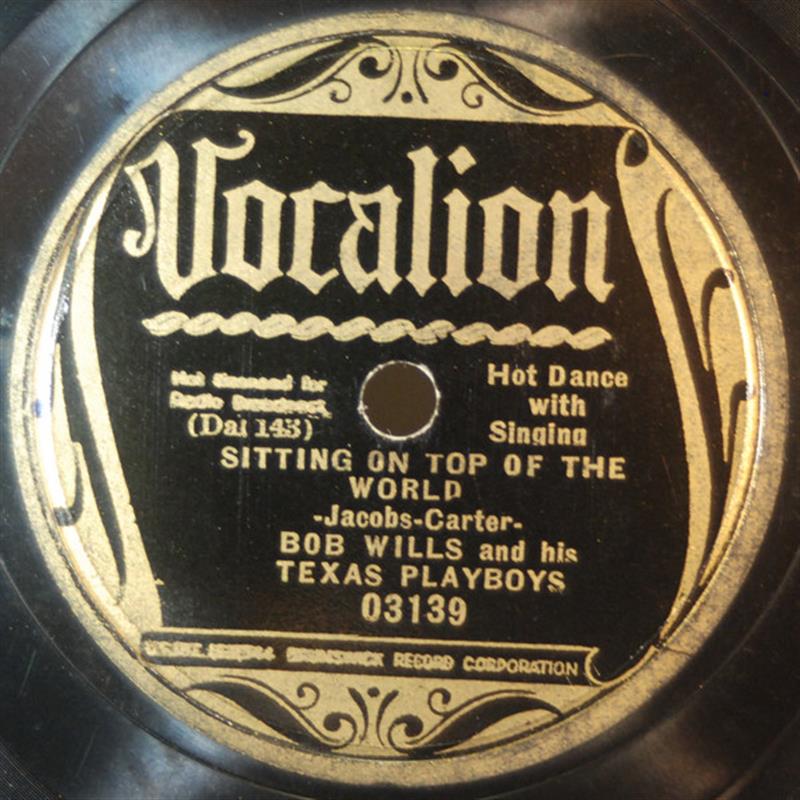 Vocalion
Not licensed for
Radio Broadcast
(Dal 143)
Hot Dance
with
Singing
SITTING ON TOP OF THE
WORLD
-Jacobs-Carter-
BOB WILLS and his
TEXAS PLAYBOYS
03139
BRUNSWICK RECORD CORPORATION